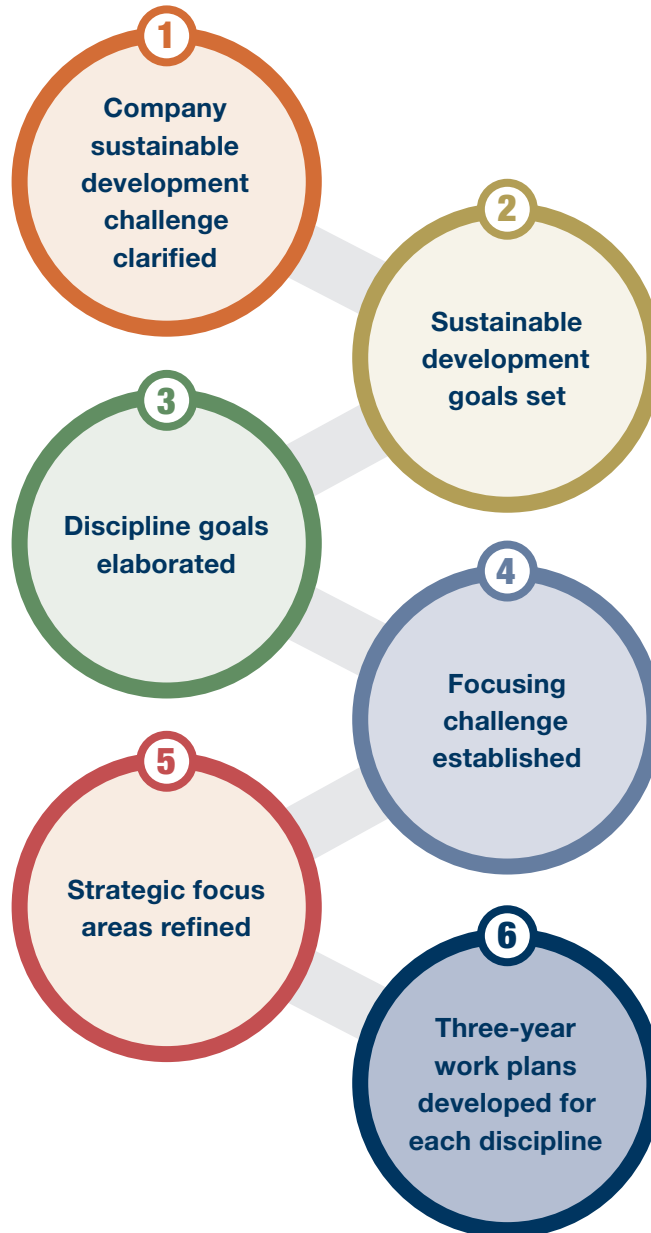 1
Company
sustainable
development
challenge
clarified
2
Sustainable
development
goals set
3
Discipline goals
elaborated
4
Focusing
challenge
established
5
Strategic focus
areas refined
6
Three-year
work plans
developed for
each discipline